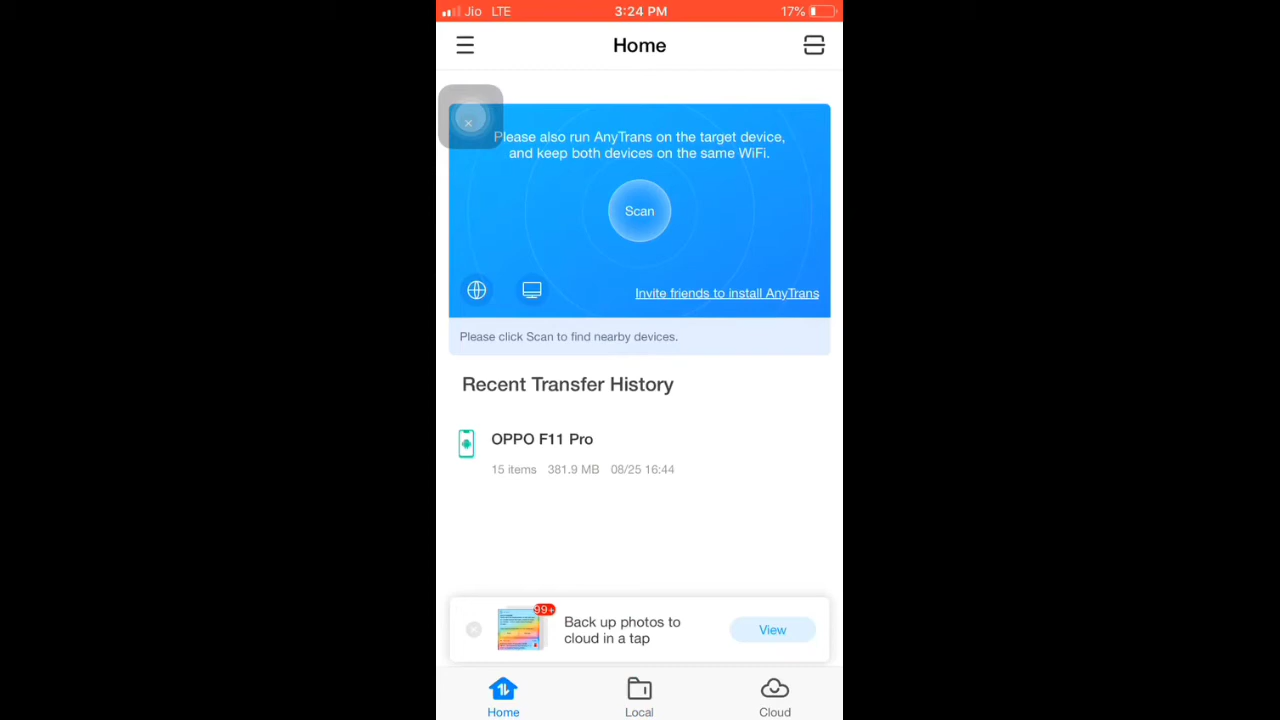 Jio LTE 3:24 PM 17%
Home
Please also run AnyTrans on the target device,
and keep both devices on the same WiFi.
Scan
Invite friends to install AnyTrans
Please click Scan to find nearby devices.
Recent Transfer History
OPPO F11 Pro
15 items 381.9 MB 08/25 16:44
99+
Back up photos to
cloud in a tap
View
Home Local Cloud